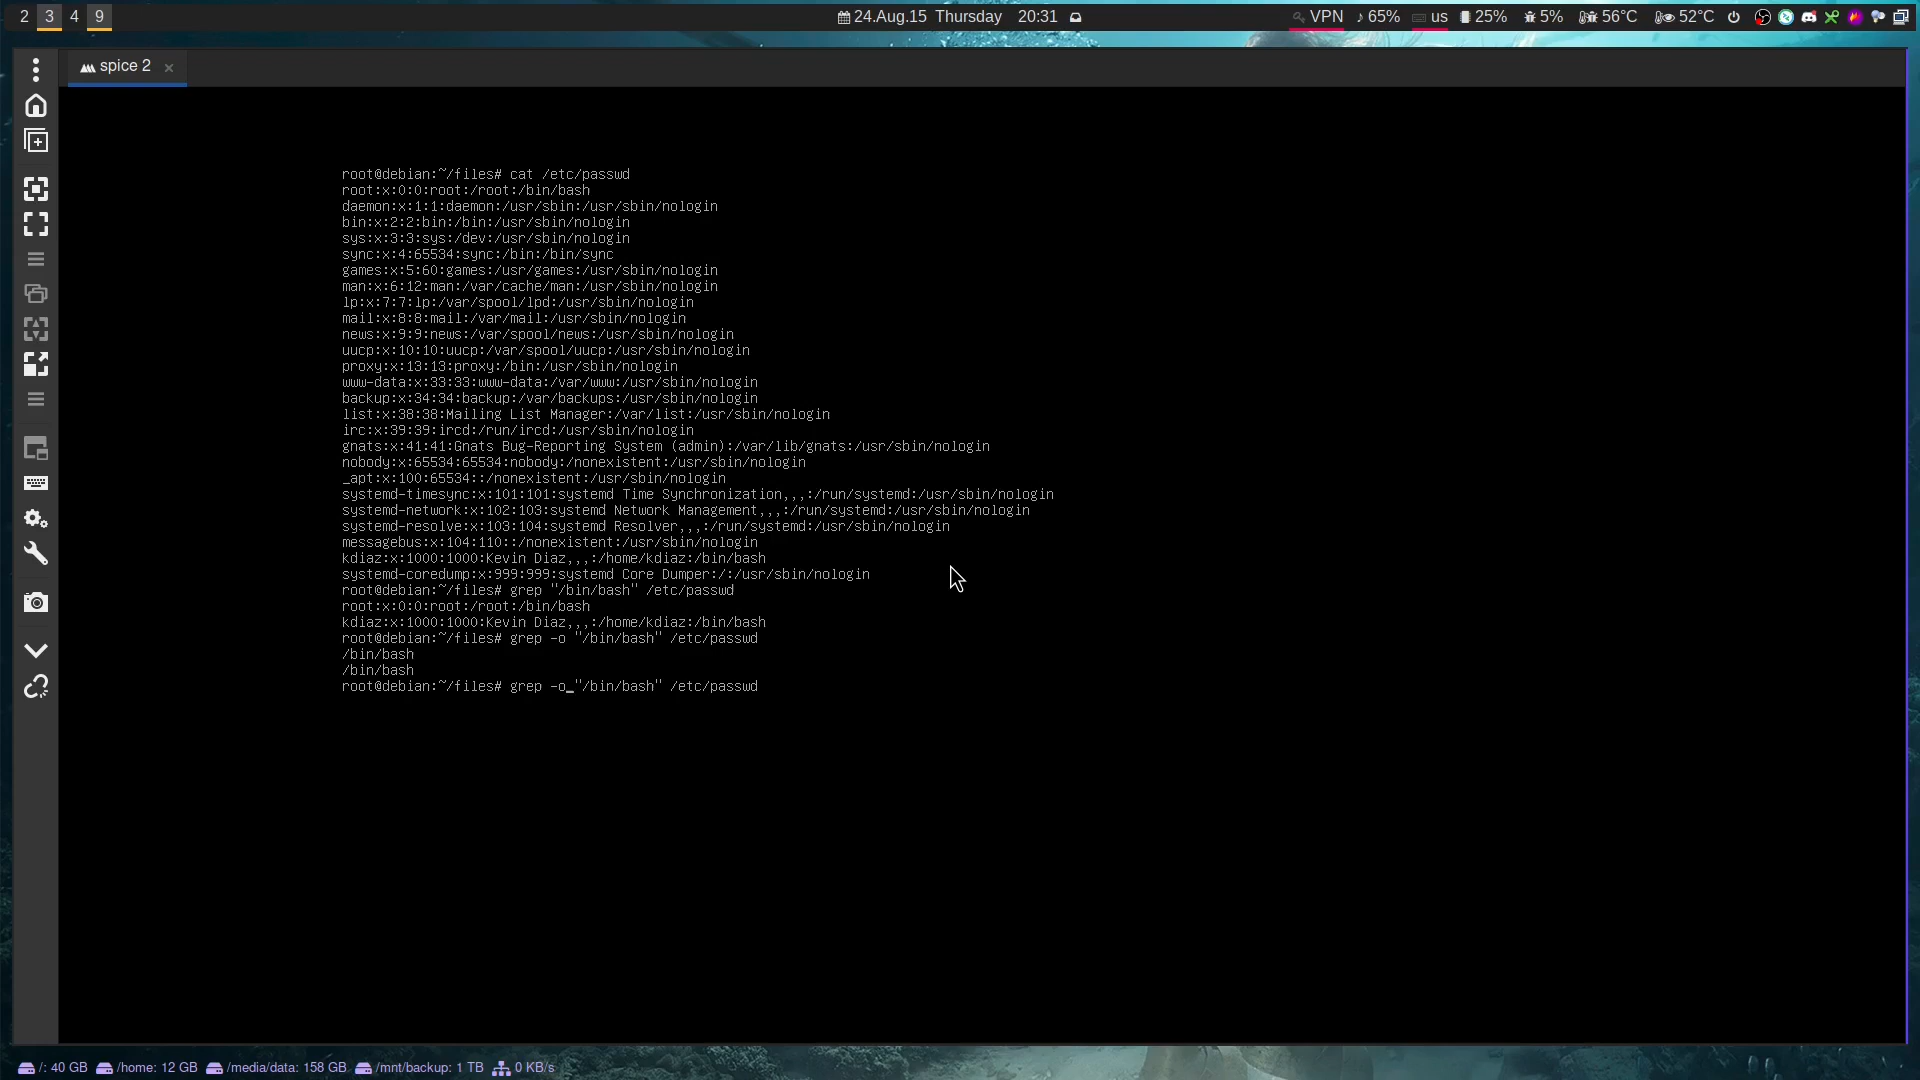 2 3 4 9 24.Aug.15 Thursday 20:31 VPN 65% us 25% 5% 56°C 52°C
spice 2
root@debian:~/files# cat /etc/passwd
root:x:0:0:root:/root:/bin/bash
daemon:x:1:1:daemon:/usr/sbin:/usr/sbin/nologin
bin:x:2:2:bin:/bin:/usr/sbin/nologin
sys:x:3:3:sys:/dev:/usr/sbin/nologin
sync:x:4:65534:sync:/bin:/bin/sync
games:x:5:60:games:/usr/games:/usr/sbin/nologin
man:x:6:12:man:/var/cache/man:/usr/sbin/nologin
lp:x:7:7:lp:/var/spool/lpd:/usr/sbin/nologin
mail:x:8:8:mail:/var/mail:/usr/sbin/nologin
news:x:9:9:news:/var/spool/news:/usr/sbin/nologin
uucp:x:10:10:uucp:/var/spool/uucp:/usr/sbin/nologin
proxy:x:13:13:proxy:/bin:/usr/sbin/nologin
www-data:x:33:33:www-data:/var/www:/usr/sbin/nologin
backup:x:34:34:backup:/var/backups:/usr/sbin/nologin
list:x:38:38:Mailing List Manager:/var/list:/usr/sbin/nologin
irc:x:39:39:ircd:/run/ircd:/usr/sbin/nologin
gnats:x:41:41:Gnats Bug-Reporting System (admin):/var/lib/gnats:/usr/sbin/nologin
nobody:x:65534:65534:nobody:/nonexistent:/usr/sbin/nologin
_apt:x:100:65534::/nonexistent:/usr/sbin/nologin
systemd-timesync:x:101:101:systemd Time Synchronization,,,:/run/systemd:/usr/sbin/nologin
systemd-network:x:102:103:systemd Network Management,,,:/run/systemd:/usr/sbin/nologin
systemd-resolve:x:103:104:systemd Resolver,,,:/run/systemd:/usr/sbin/nologin
messagebus:x:104:110::/nonexistent:/usr/sbin/nologin
kdiaz:x:1000:1000:Kevin Diaz,,,:/home/kdiaz:/bin/bash
systemd-coredump:x:999:999:systemd Core Dumper:/:/usr/sbin/nologin
root@debian:~/files# grep "/bin/bash" /etc/passwd
root:x:0:0:root:/root:/bin/bash
kdiaz:x:1000:1000:Kevin Diaz,,,:/home/kdiaz:/bin/bash
root@debian:~/files# grep -o "/bin/bash" /etc/passwd
/bin/bash
/bin/bash
root@debian:~/files# grep -o_"/bin/bash" /etc/passwd
/: 40 GB /home: 12 GB /media/data: 158 GB /mnt/backup: 1 TB 0 KB/s